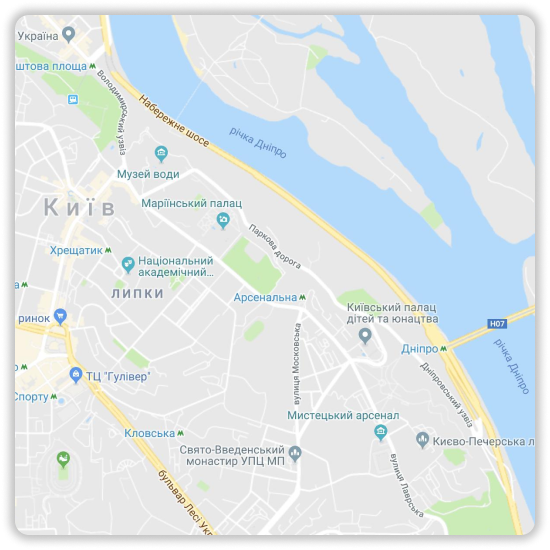 Україна
штова площа
Володимирський узвіз
Набережне шосе
річка Дніпро
Музей води
Маріїнський палац
Київ
Паркова дорога
Хрещатик
Національний
академічний...
ЛИПКИ
Арсенальна
Київський палац
дітей та юнацтва
ринок
Н07
річка Дніпро
Дніпро
вулиця Московська
ТЦ "Гулівер"
Дніпровський узвіз
Спорту
Мистецький арсенал
Кловська
Києво-Печерська л
Свято-Введенський
монастир УПЦ МП
вулиця Лаврська
бульвар Лесі Укр